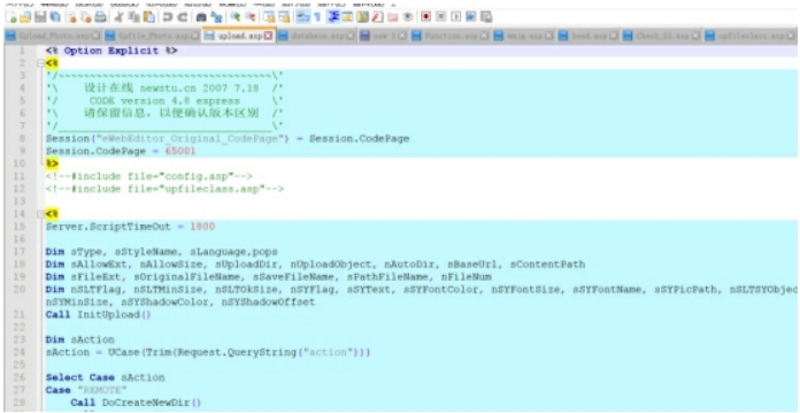 Upload_Photo.asp Upfile_Photo.asp upload.asp database.asp new 1 Function.asp head.asp Check_Sl.asp upfileclass.asp
1 <% Option Explicit %>
2 <%
3 '/~~~~~~~~~~~~~~~~~~~~~~~~~~~~~~~~~~\'
4 '\ 设计在线 newstu.cn 2007 7.18 /'
5 '/ CODE version 4.8 express \'
6 '\ 请保留信息，以便确认版本区别 /'
7 '/__________________________________\'
8 Session("eWebEditor_Original_CodePage") = Session.CodePage
9 Session.CodePage = 65001
10 %>
11 <!--#include file="config.asp"-->
12 <!--#include file="upfileclass.asp"-->
13
14 <%
15 Server.ScriptTimeOut = 1800
16
17 Dim sType, sStyleName, sLanguage,pops
18 Dim sAllowExt, nAllowSize, sUploadDir, nUploadObject, nAutoDir, sBaseUrl, sContentPath
19 Dim sFileExt, sOriginalFileName, sSaveFileName, sPathFileName, nFileNum
20 Dim nSLTFlag, nSLTMinSize, nSLTOkSize, nSYFlag, sSYText, sSYFontColor, nSYFontSize, sSYFontName, sSYPicPath, nSLTSYObjec
nSYMinSize, sSYShadowColor, nSYShadowOffset
21 Call InitUpload()
22
23 Dim sAction
24 sAction = UCase(Trim(Request.QueryString("action")))
25
26 Select Case sAction
27 Case "REMOTE"
28 Call DoCreateNewDir()